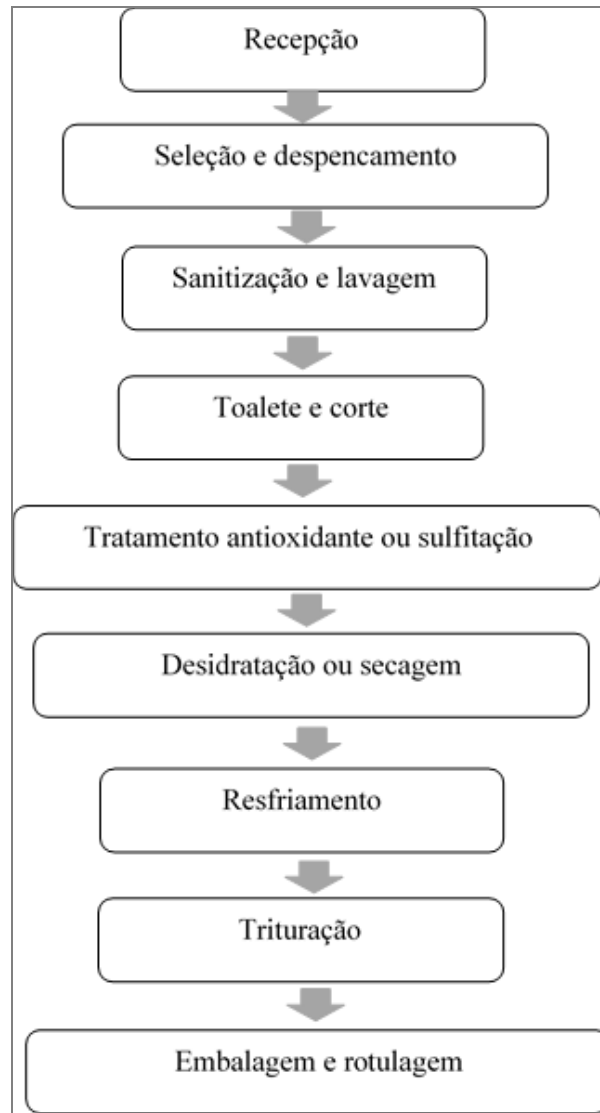 Recepção
Seleção e despencamento
Sanitização e lavagem
Toalete e corte
Tratamento antioxidante ou sulfitação
Desidratação ou secagem
Resfriamento
Trituração
Embalagem e rotulagem